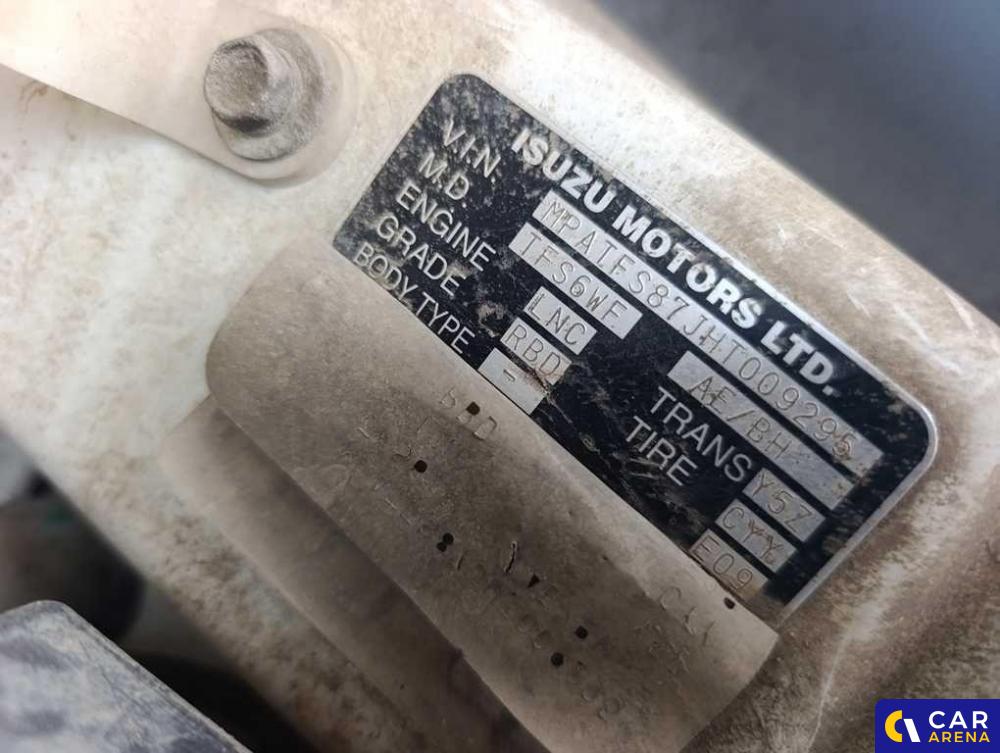 ISUZU MOTORS LTD.
V.I.N. MPATFS87JHT009295
M.D. TFS6WF AE/BH
ENGINE LNC TRANS Y5Z
GRADE RBD TIRE CYY
BODY TYPE - E09
CAR
ARENA